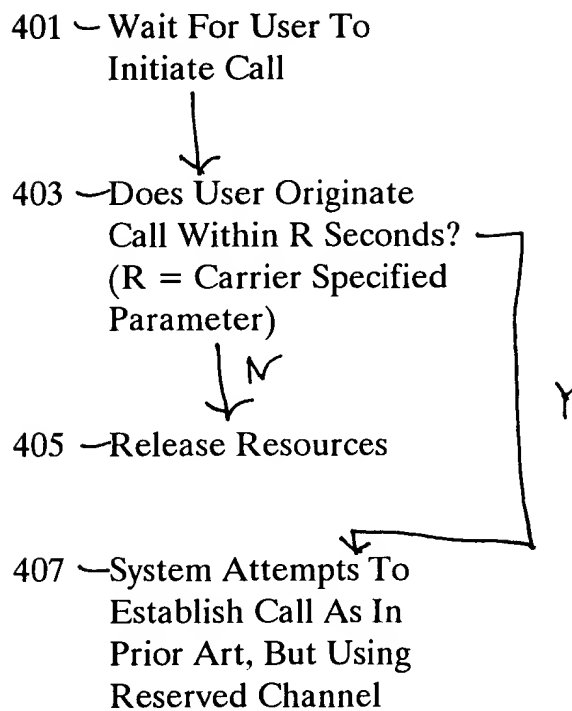 401 Wait For User To
Initiate Call
403 Does User Originate
Call Within R Seconds?
(R = Carrier Specified
Parameter)
N
Y
405 Release Resources
407 System Attempts To
Establish Call As In
Prior Art, But Using
Reserved Channel